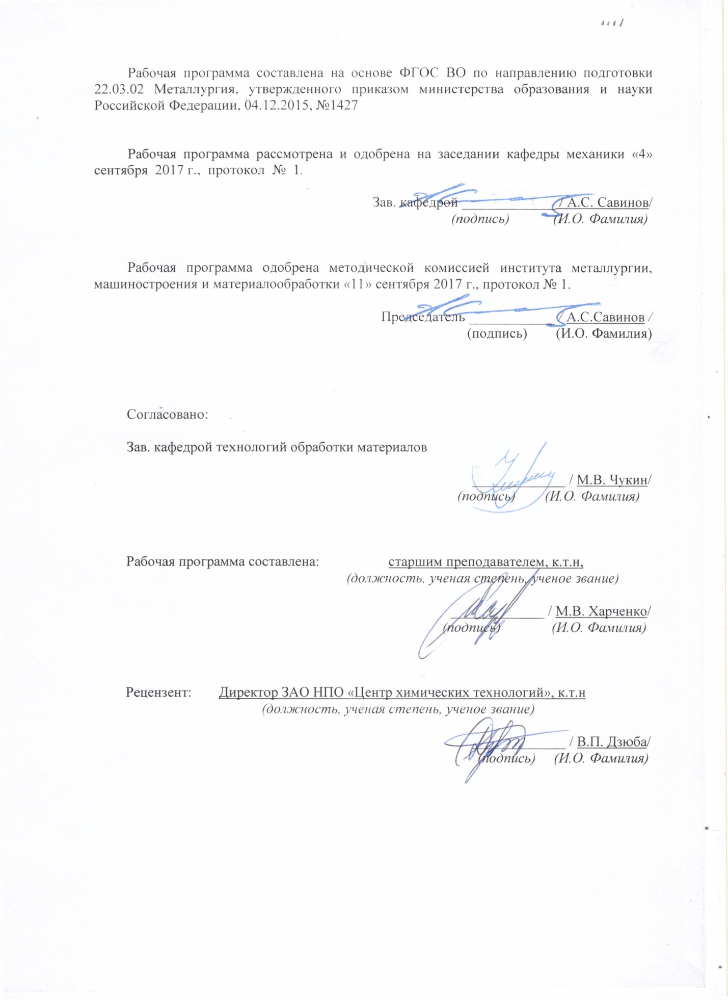 Рабочая программа составлена на основе ФГОС ВО по направлению подготовки
22.03.02 Металлургия, утвержденного приказом министерства образования и науки
Российской Федерации, 04.12.2015, №1427
Рабочая программа рассмотрена и одобрена на заседании кафедры механики «4»
сентября 2017 г., протокол № 1.
Зав. кафедрой ______________/ А.С. Савинов/
(подпись) (И.О. Фамилия)
Рабочая программа одобрена методической комиссией института металлургии,
машиностроения и материалообработки «11» сентября 2017 г., протокол № 1.
Председатель _____________/ А.С.Савинов /
(подпись) (И.О. Фамилия)
Согласовано:
Зав. кафедрой технологий обработки материалов
______________ / М.В. Чукин/
(подпись) (И.О. Фамилия)
Рабочая программа составлена: старшим преподавателем, к.т.н,
(должность, ученая степень, ученое звание)
______________ / М.В. Харченко/
(подпись) (И.О. Фамилия)
Рецензент: Директор ЗАО НПО «Центр химических технологий», к.т.н
(должность, ученая степень, ученое звание)
______________ / В.П. Дзюба/
(подпись) (И.О. Фамилия)